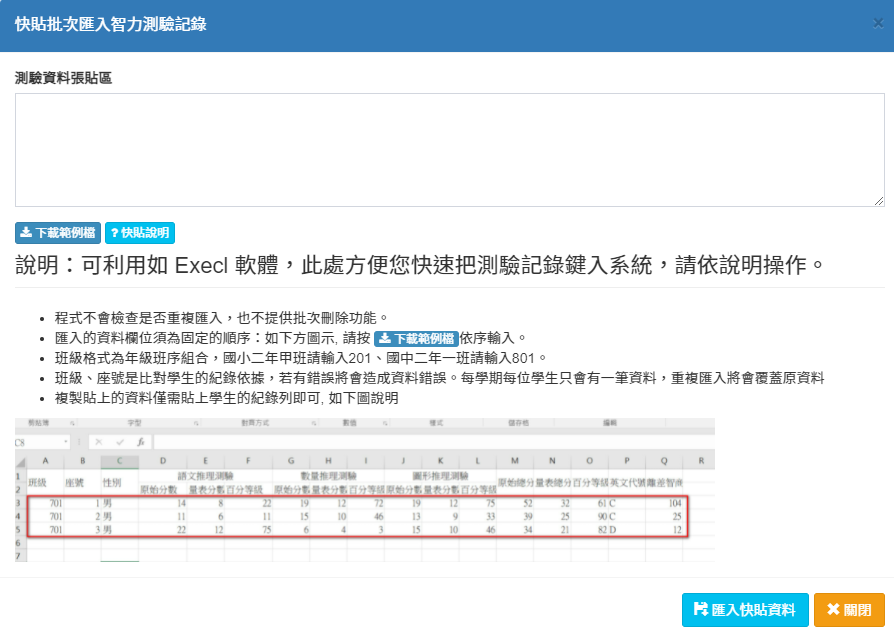 快貼批次匯入智力測驗記錄
×
測驗資料張貼區
下載範例檔 ? 快貼說明
說明：可利用如 Execl 軟體，此處方便您快速把測驗記錄鍵入系統，請依說明操作。
• 程式不會檢查是否重複匯入，也不提供批次刪除功能。
• 匯入的資料欄位須為固定的順序：如下方圖示, 請按 下載範例檔 依序輸入。
• 班級格式為年級班序組合，國小二年甲班請輸入201、國中二年一班請輸入801。
• 班級、座號是比對學生的紀錄依據，若有錯誤將會造成資料錯誤。每學期每位學生只會有一筆資料，重複匯入將會覆蓋原資料
• 複製貼上的資料僅需貼上學生的紀錄列即可, 如下圖說明
剪貼簿 字型 對齊方式 數值 樣式 儲存格 編輯
C8 fx
A B C D E F G H I J K L M N O P Q R
1 語文推理測驗 數量推理測驗 圖形推理測驗
班級 座號 性別 原始總分 量表總分 百分等級 英文代號 離差智商
2 原始分數 量表分數 百分等級 原始分數 量表分數 百分等級 原始分數 量表分數 百分等級
3 701 1 男 14 8 22 19 12 72 19 12 75 52 32 61 C 104
4 701 2 男 11 6 11 15 10 46 13 9 33 39 25 90 C 25
5 701 3 男 22 12 75 6 4 3 15 10 46 34 21 82 D 12
6
7
匯入快貼資料 關閉